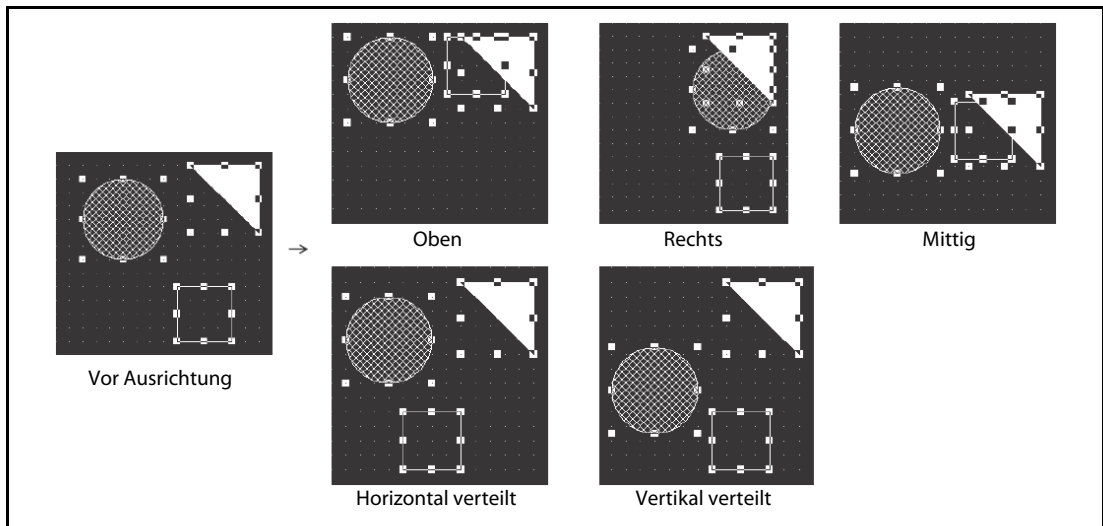 Oben
Rechts
Mittig
Vor Ausrichtung
Horizontal verteilt
Vertikal verteilt